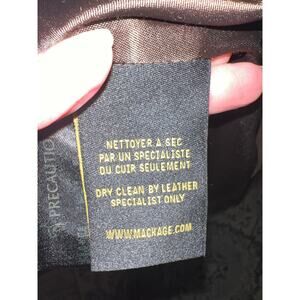 NETTOYER A SEC
PAR UN SPECIALISTE
DU CUIR SEULEMENT
DRY CLEAN BY LEATHER
SPECIALIST ONLY
WWW.MACKAGE.COM
PRECAUTIO